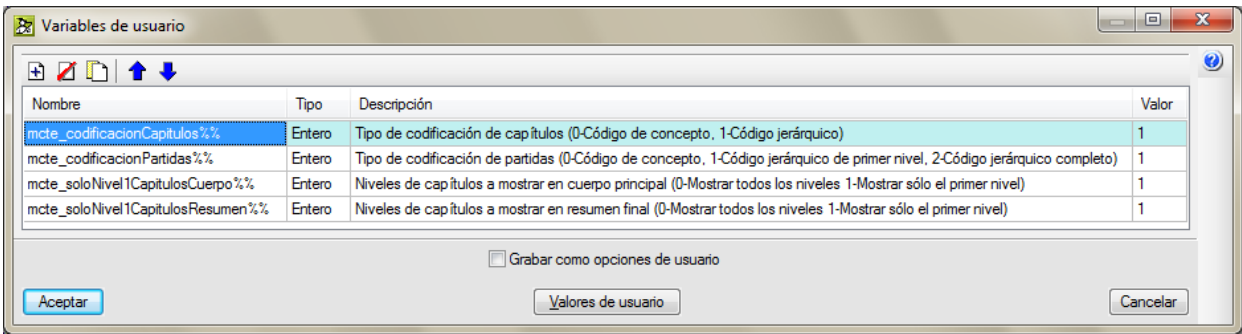 Variables de usuario
Nombre Tipo Descripción Valor
mcte_codificacionCapitulos%% Entero Tipo de codificación de capítulos (0-Código de concepto, 1-Código jerárquico) 1
mcte_codificacionPartidas%% Entero Tipo de codificación de partidas (0-Código de concepto, 1-Código jerárquico de primer nivel, 2-Código jerárquico completo) 1
mcte_soloNivel1CapitulosCuerpo%% Entero Niveles de capítulos a mostrar en cuerpo principal (0-Mostrar todos los niveles 1-Mostrar sólo el primer nivel) 1
mcte_soloNivel1CapitulosResumen%% Entero Niveles de capítulos a mostrar en resumen final (0-Mostrar todos los niveles 1-Mostrar sólo el primer nivel) 1
Grabar como opciones de usuario
Aceptar Valores de usuario Cancelar